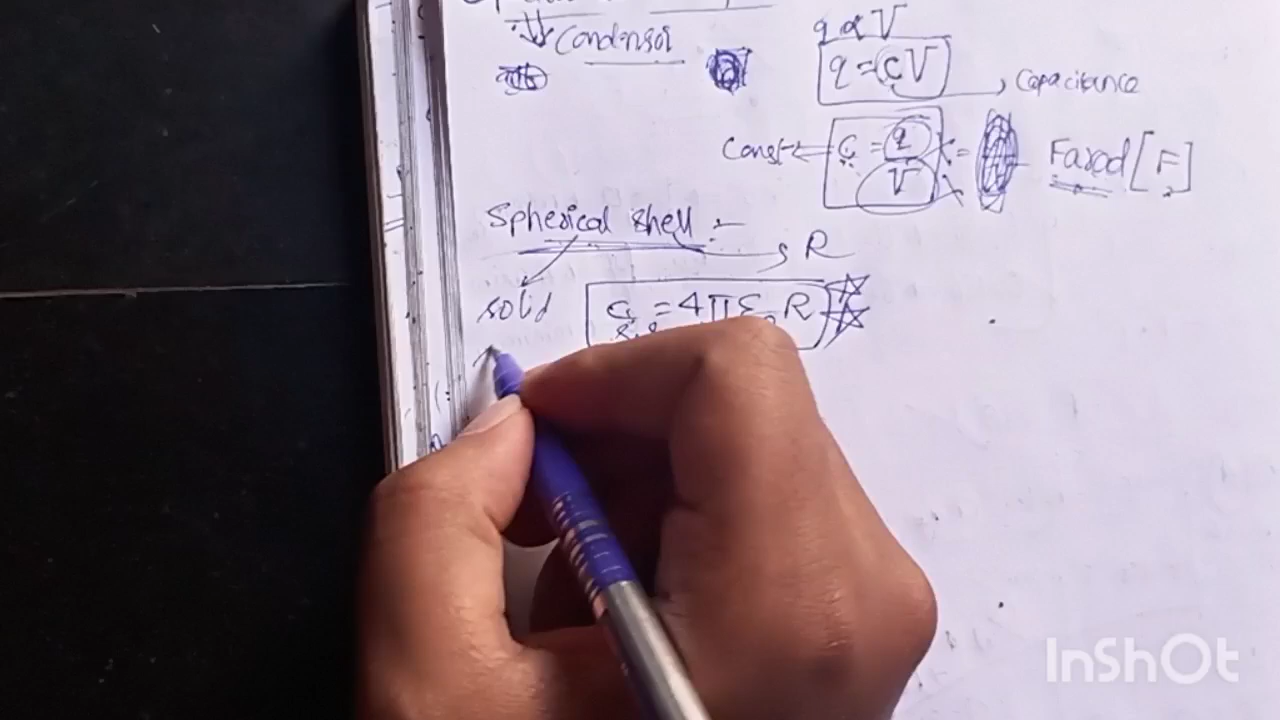 Condensor
q α V
q = CV
Capacitance
Const ← C = q/V =
Farad [F]
Spherical shell :-
R
solid
C = 4πε₀R
InShOt